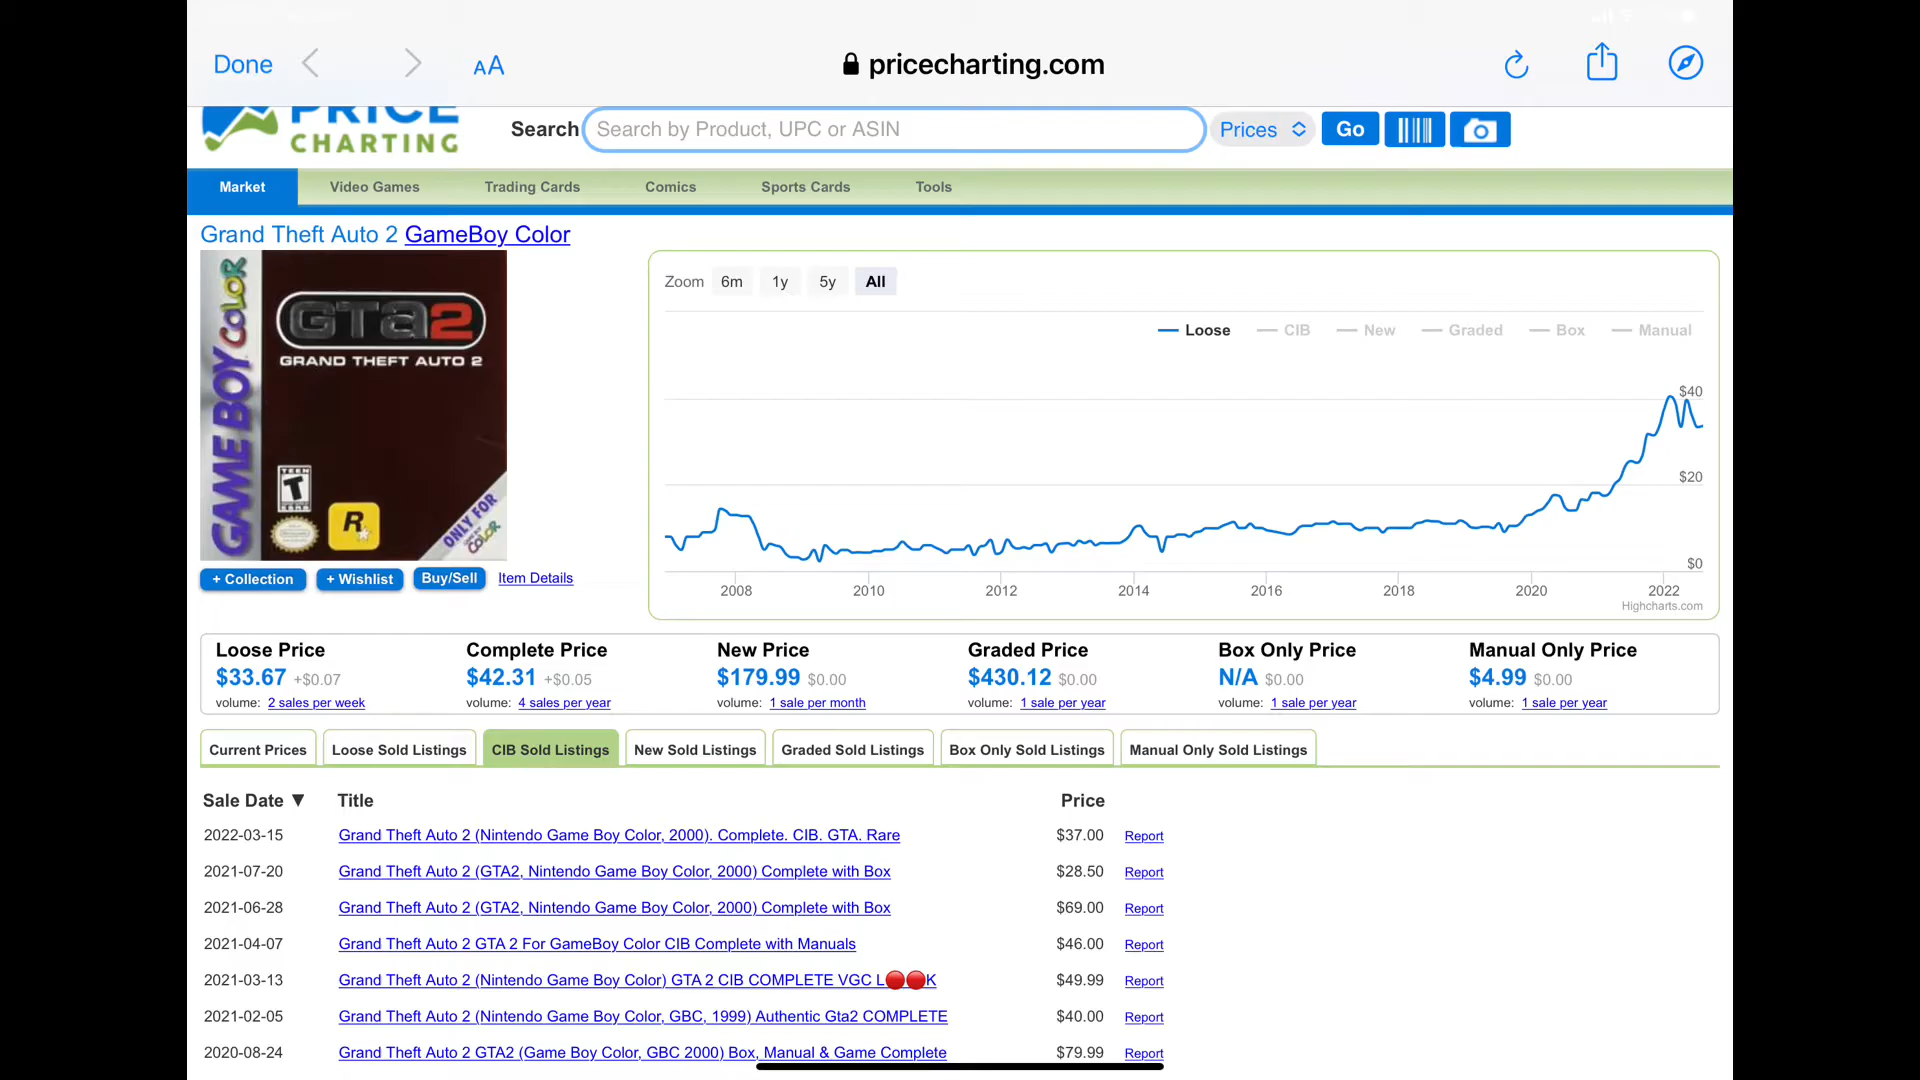 Done AA pricecharting.com
PRICE
CHARTING
Search Search by Product, UPC or ASIN Prices Go
Market Video Games Trading Cards Comics Sports Cards Tools
Grand Theft Auto 2 GameBoy Color
GAME BOY COLOR
GTA2
GRAND THEFT AUTO 2
TEEN
T
R
ONLY FOR
COLOR
Zoom 6m 1y 5y All
Loose CIB New Graded Box Manual
$40
$20
$0
2008 2010 2012 2014 2016 2018 2020 2022
Highcharts.com
+ Collection + Wishlist Buy/Sell Item Details
Loose Price Complete Price New Price Graded Price Box Only Price Manual Only Price
$33.67 +$0.07 $42.31 +$0.05 $179.99 $0.00 $430.12 $0.00 N/A $0.00 $4.99 $0.00
volume: 2 sales per week volume: 4 sales per year volume: 1 sale per month volume: 1 sale per year volume: 1 sale per year volume: 1 sale per year
Current Prices Loose Sold Listings CIB Sold Listings New Sold Listings Graded Sold Listings Box Only Sold Listings Manual Only Sold Listings
Sale Date ▼ Title Price
2022-03-15 Grand Theft Auto 2 (Nintendo Game Boy Color, 2000). Complete. CIB. GTA. Rare $37.00 Report
2021-07-20 Grand Theft Auto 2 (GTA2, Nintendo Game Boy Color, 2000) Complete with Box $28.50 Report
2021-06-28 Grand Theft Auto 2 (GTA2, Nintendo Game Boy Color, 2000) Complete with Box $69.00 Report
2021-04-07 Grand Theft Auto 2 GTA 2 For GameBoy Color CIB Complete with Manuals $46.00 Report
2021-03-13 Grand Theft Auto 2 (Nintendo Game Boy Color) GTA 2 CIB COMPLETE VGC L🔴🔴K $49.99 Report
2021-02-05 Grand Theft Auto 2 (Nintendo Game Boy Color, GBC, 1999) Authentic Gta2 COMPLETE $40.00 Report
2020-08-24 Grand Theft Auto 2 GTA2 (Game Boy Color, GBC 2000) Box, Manual & Game Complete $79.99 Report